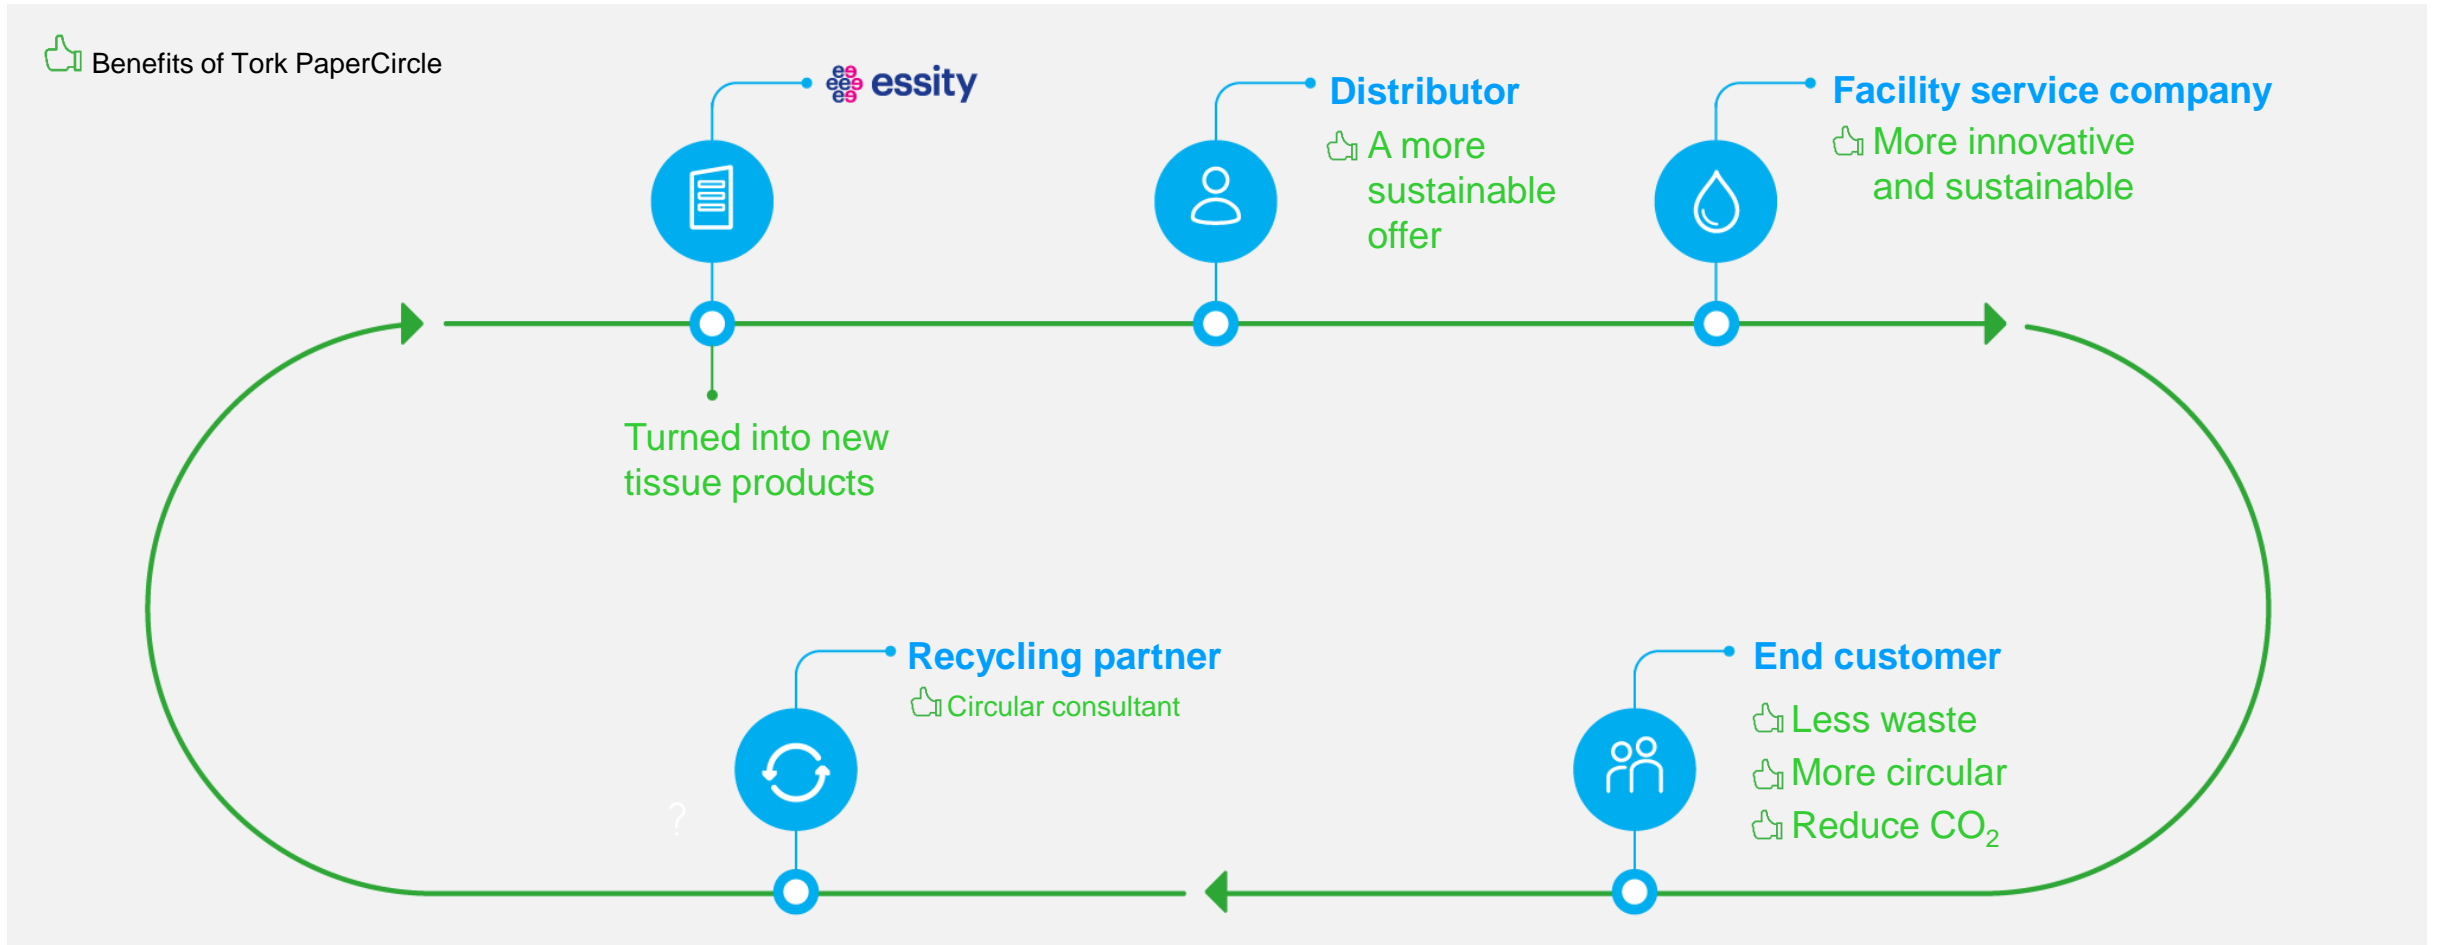 Benefits of Tork PaperCircle
essity
Distributor
A more
sustainable
offer
Facility service company
More innovative
and sustainable
Turned into new
tissue products
Recycling partner
Circular consultant
?
End customer
Less waste
More circular
Reduce CO₂